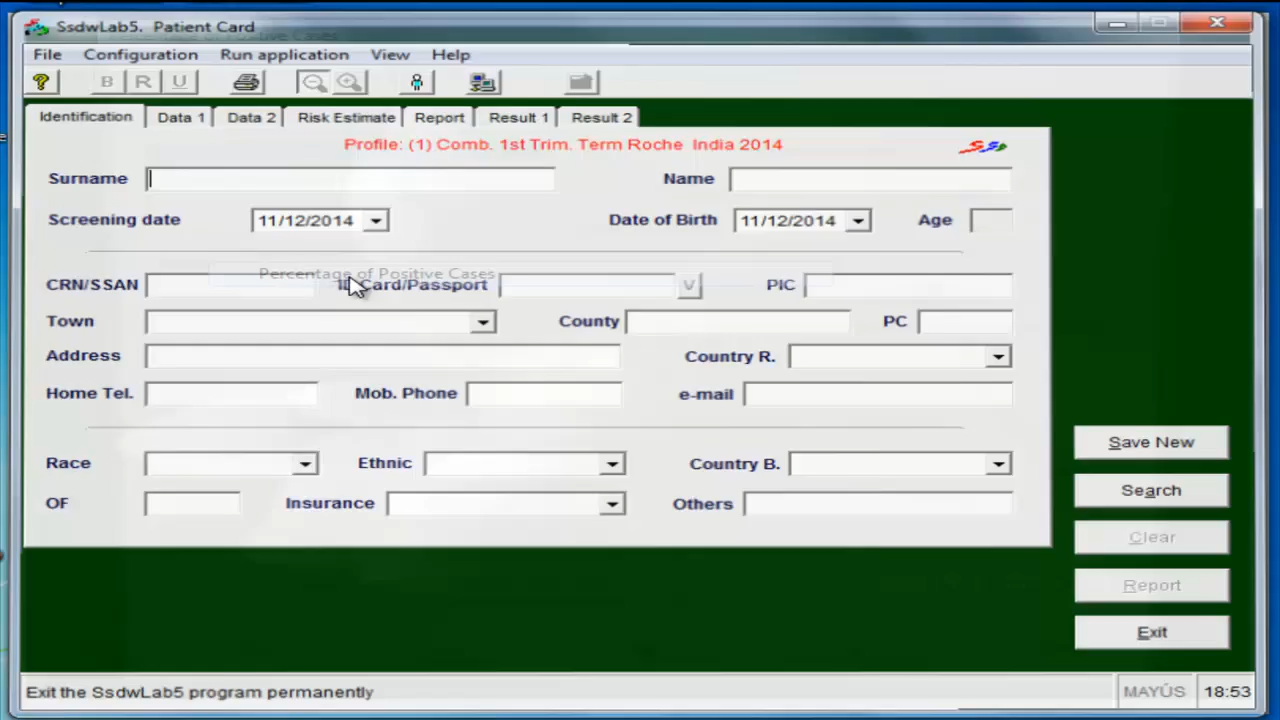 SsdwLab5. Patient Card
File Configuration Run application View Help
B R U
Identification Data 1 Data 2 Risk Estimate Report Result 1 Result 2
Profile: (1) Comb. 1st Trim. Term Roche India 2014
Surname Name
Screening date 11/12/2014 Date of Birth 11/12/2014 Age
Percentage of Positive Cases
CRN/SSAN ID Card/Passport V PIC
Town County PC
Address Country R.
Home Tel. Mob. Phone e-mail
Race Ethnic Country B.
OF Insurance Others
Save New
Search
Clear
Report
Exit
Exit the SsdwLab5 program permanently MAYÚS 18:53